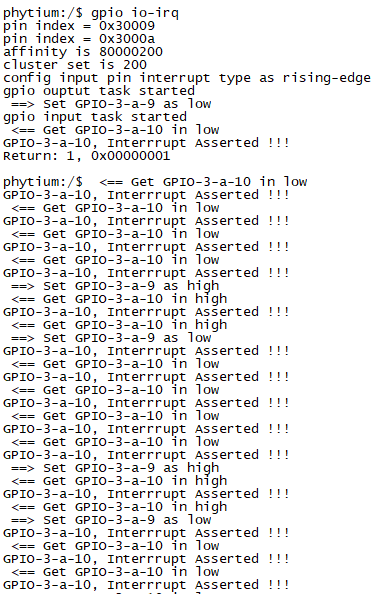 phytium:/$ gpio io-irq
pin index = 0x30009
pin index = 0x3000a
affinity is 80000200
cluster set is 200
config input pin interrupt type as rising-edge
gpio ouptut task started
 ==> Set GPIO-3-a-9 as low
gpio input task started
 <== Get GPIO-3-a-10 in low
GPIO-3-a-10, Interrrupt Asserted !!!
Return: 1, 0x00000001

phytium:/$  <== Get GPIO-3-a-10 in low
GPIO-3-a-10, Interrrupt Asserted !!!
 <== Get GPIO-3-a-10 in low
GPIO-3-a-10, Interrrupt Asserted !!!
 <== Get GPIO-3-a-10 in low
GPIO-3-a-10, Interrrupt Asserted !!!
 <== Get GPIO-3-a-10 in low
GPIO-3-a-10, Interrrupt Asserted !!!
 ==> Set GPIO-3-a-9 as high
 <== Get GPIO-3-a-10 in high
GPIO-3-a-10, Interrrupt Asserted !!!
 <== Get GPIO-3-a-10 in high
 ==> Set GPIO-3-a-9 as low
GPIO-3-a-10, Interrrupt Asserted !!!
 <== Get GPIO-3-a-10 in low
GPIO-3-a-10, Interrrupt Asserted !!!
 <== Get GPIO-3-a-10 in low
GPIO-3-a-10, Interrrupt Asserted !!!
 <== Get GPIO-3-a-10 in low
GPIO-3-a-10, Interrrupt Asserted !!!
 <== Get GPIO-3-a-10 in low
GPIO-3-a-10, Interrrupt Asserted !!!
 ==> Set GPIO-3-a-9 as high
 <== Get GPIO-3-a-10 in high
GPIO-3-a-10, Interrrupt Asserted !!!
 <== Get GPIO-3-a-10 in high
 ==> Set GPIO-3-a-9 as low
GPIO-3-a-10, Interrrupt Asserted !!!
 <== Get GPIO-3-a-10 in low
GPIO-3-a-10, Interrrupt Asserted !!!
 <== Get GPIO-3-a-10 in low
GPIO-3-a-10, Interrrupt Asserted !!!